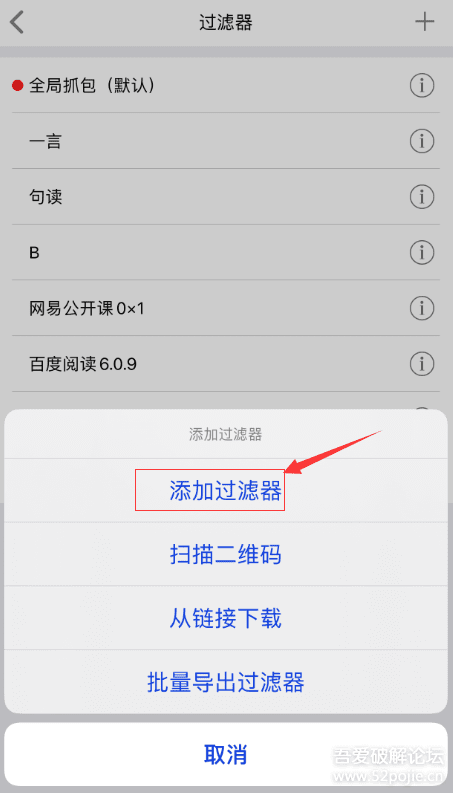 过滤器
全局抓包（默认）
一言
句读
B
网易公开课0×1
百度阅读6.0.9
添加过滤器
添加过滤器
扫描二维码
从链接下载
批量导出过滤器
取消
吾爱破解论坛
www.52pojie.cn